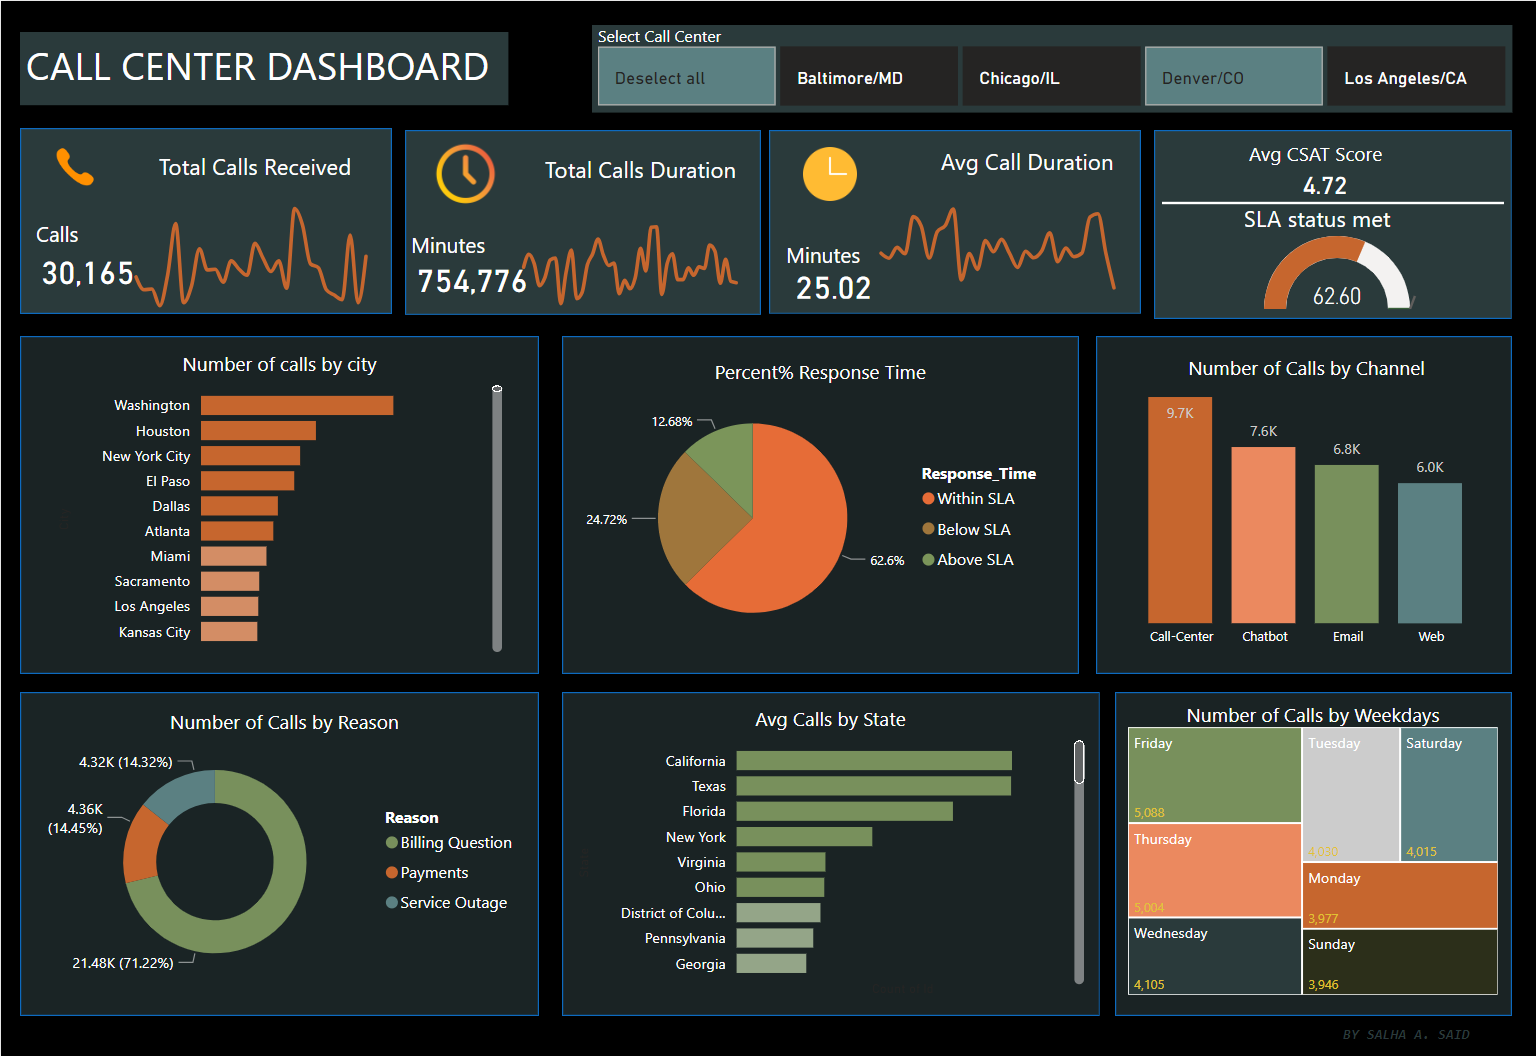 CALL CENTER DASHBOARD
Select Call Center
Deselect all
Baltimore/MD
Chicago/IL
Denver/CO
Los Angeles/CA
Total Calls Received
Calls
30,165
Total Calls Duration
Minutes
754,776
Avg Call Duration
Minutes
25.02
Avg CSAT Score
4.72
SLA status met
62.60
Number of calls by city
Washington
Houston
New York City
El Paso
Dallas
Atlanta
Miami
Sacramento
Los Angeles
Kansas City
Percent% Response Time
12.68%
24.72%
62.6%
Response_Time
Within SLA
Below SLA
Above SLA
Number of Calls by Channel
9.7K
7.6K
6.8K
6.0K
Call-Center
Chatbot
Email
Web
Number of Calls by Reason
4.32K (14.32%)
4.36K
(14.45%)
21.48K (71.22%)
Reason
Billing Question
Payments
Service Outage
Avg Calls by State
California
Texas
Florida
New York
Virginia
Ohio
District of Colu...
Pennsylvania
Georgia
Number of Calls by Weekdays
Friday
5,088
Thursday
5,004
Wednesday
4,105
Tuesday
4,030
Saturday
4,015
Monday
3,977
Sunday
3,946
BY SALHA A. SAID